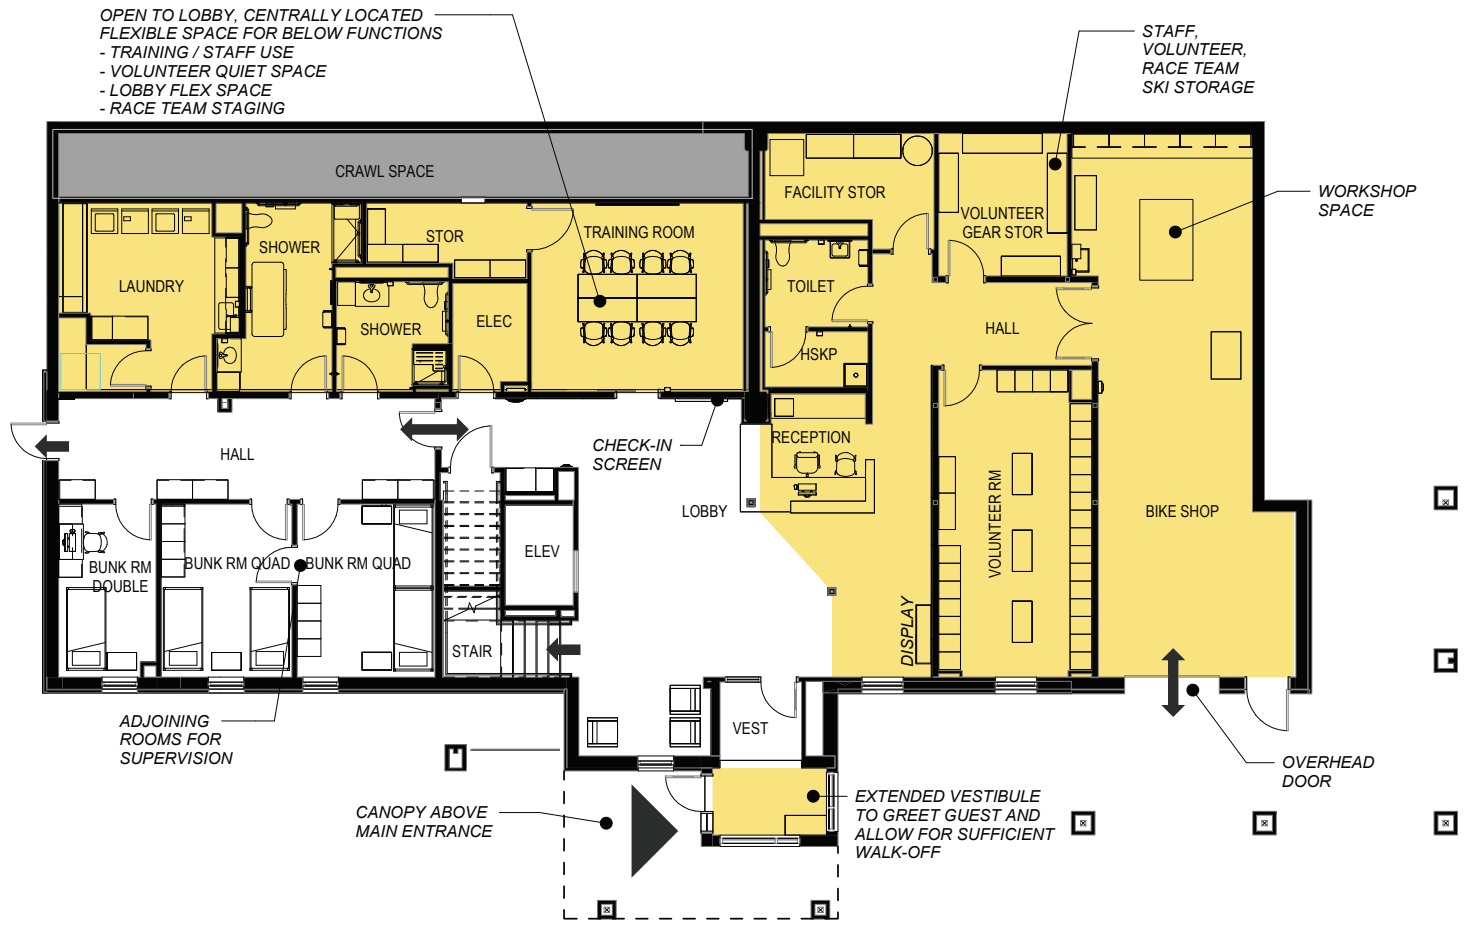 OPEN TO LOBBY, CENTRALLY LOCATED
FLEXIBLE SPACE FOR BELOW FUNCTIONS
- TRAINING / STAFF USE
- VOLUNTEER QUIET SPACE
- LOBBY FLEX SPACE
- RACE TEAM STAGING
STAFF,
VOLUNTEER,
RACE TEAM
SKI STORAGE
CRAWL SPACE
FACILITY STOR
WORKSHOP
SPACE
VOLUNTEER
GEAR STOR
STOR
TRAINING ROOM
SHOWER
LAUNDRY
TOILET
SHOWER
ELEC
HALL
HSKP
RECEPTION
CHECK-IN
SCREEN
HALL
LOBBY
BIKE SHOP
VOLUNTEER RM
ELEV
BUNK RM
DOUBLE
BUNK RM QUAD
BUNK RM QUAD
DISPLAY
STAIR
VEST
ADJOINING
ROOMS FOR
SUPERVISION
OVERHEAD
DOOR
CANOPY ABOVE
MAIN ENTRANCE
EXTENDED VESTIBULE
TO GREET GUEST AND
ALLOW FOR SUFFICIENT
WALK-OFF